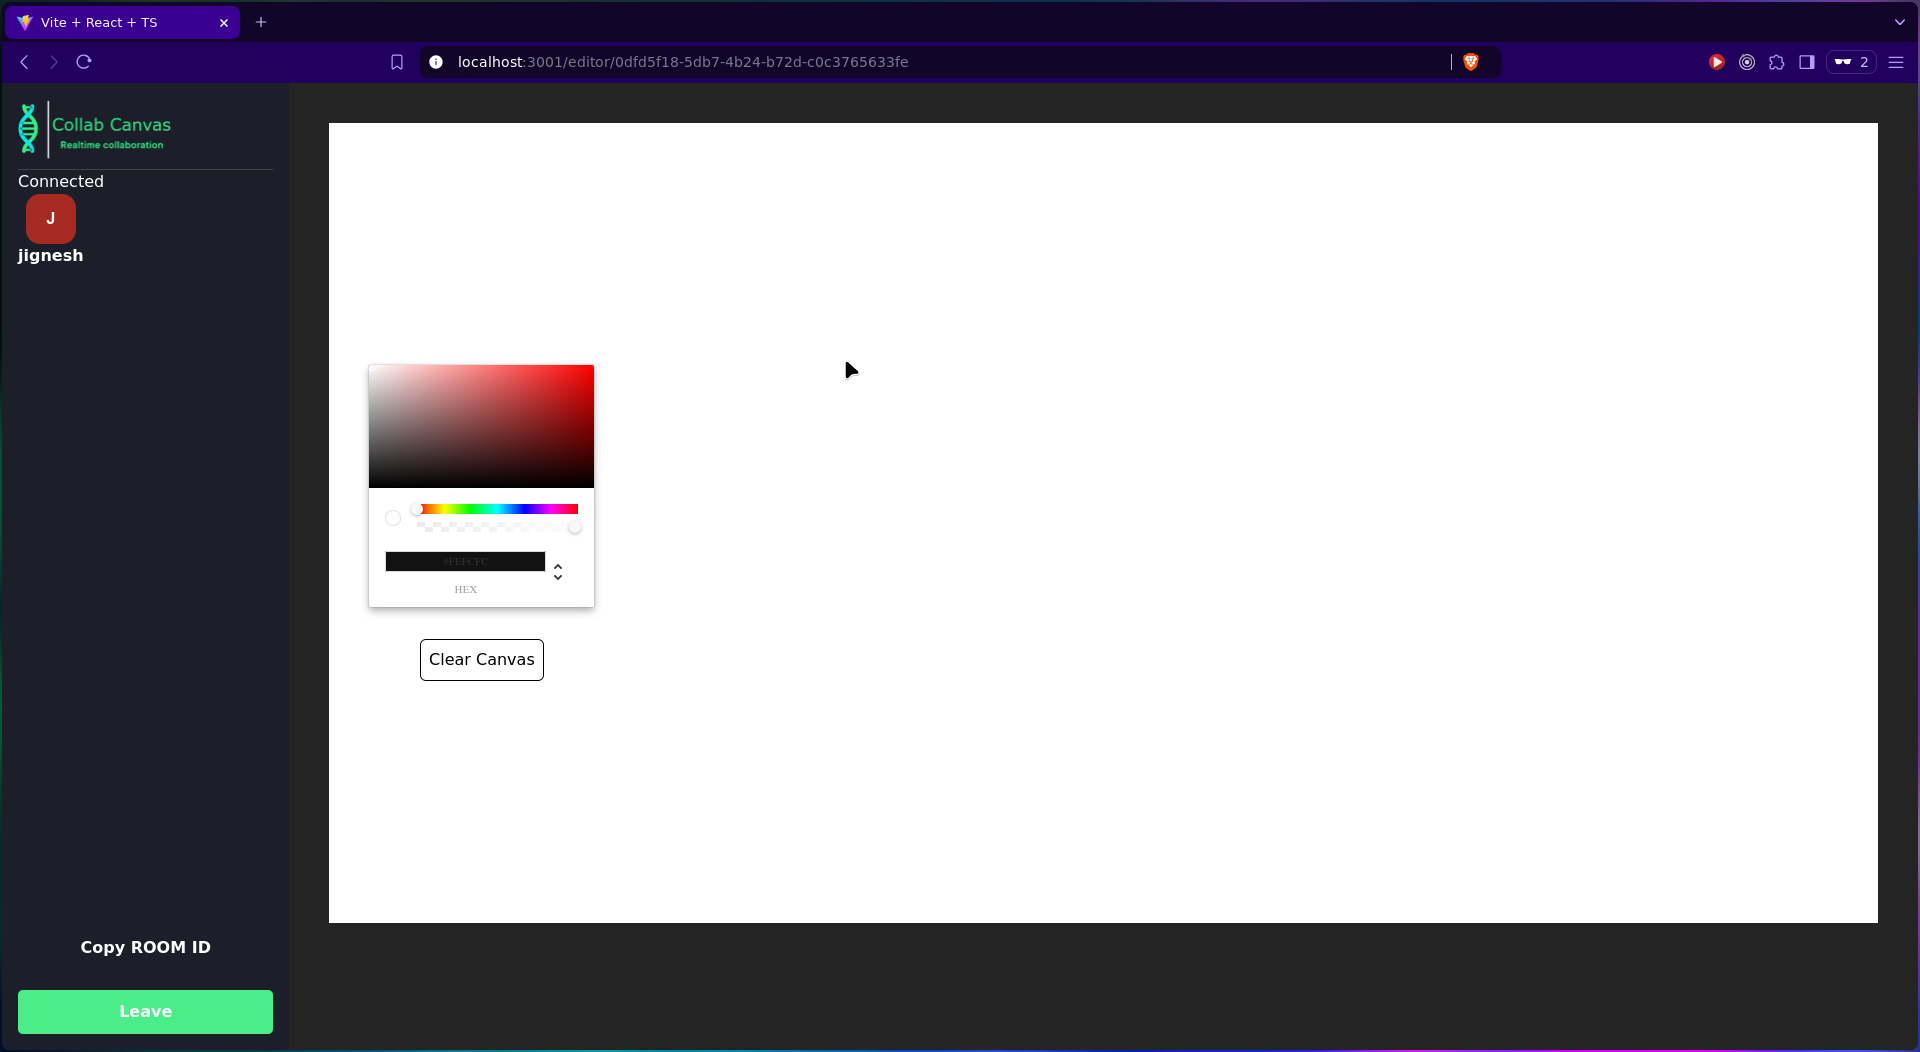 Vite + React + TS
localhost:3001/editor/0dfd5f18-5db7-4b24-b72d-c0c3765633fe
2
Collab Canvas
Realtime collaboration
Connected
J
jignesh
HEX
Clear Canvas
Copy ROOM ID
Leave